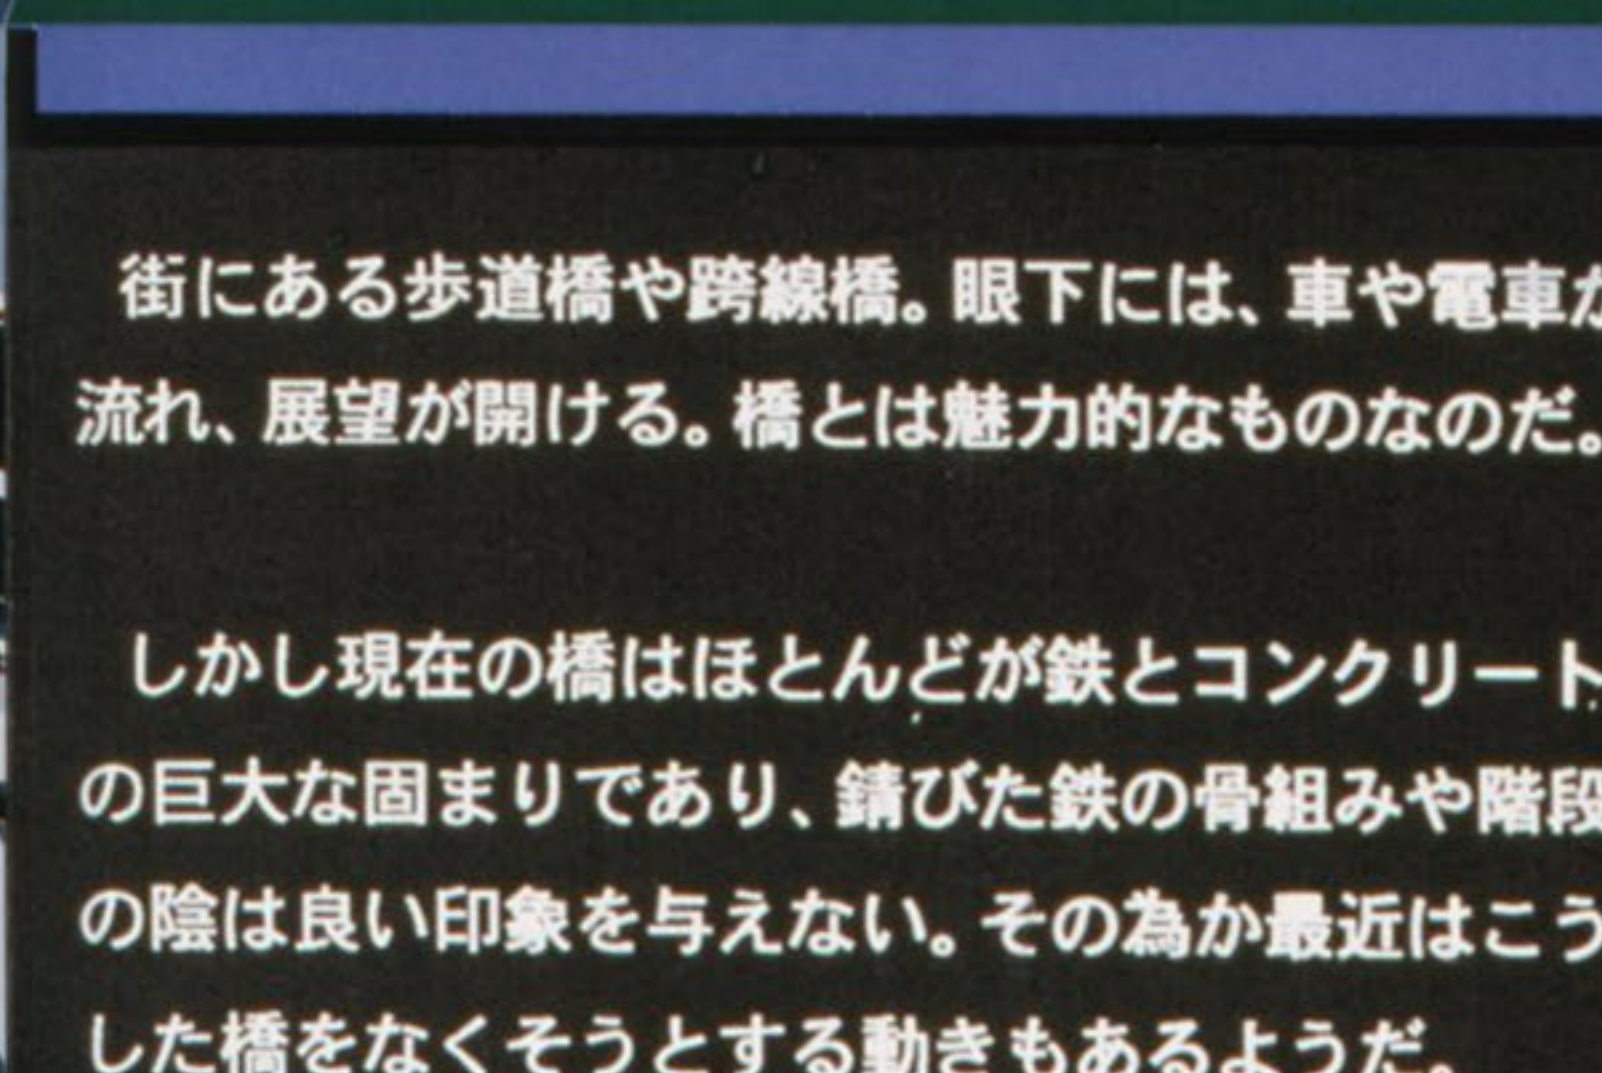 街にある歩道橋や跨線橋。眼下には、車や電車が
流れ、展望が開ける。橋とは魅力的なものなのだ。
しかし現在の橋はほとんどが鉄とコンクリート
の巨大な固まりであり、錆びた鉄の骨組みや階段
の陰は良い印象を与えない。その為か最近はこう
した橋をなくそうとする動きもあるようだ。